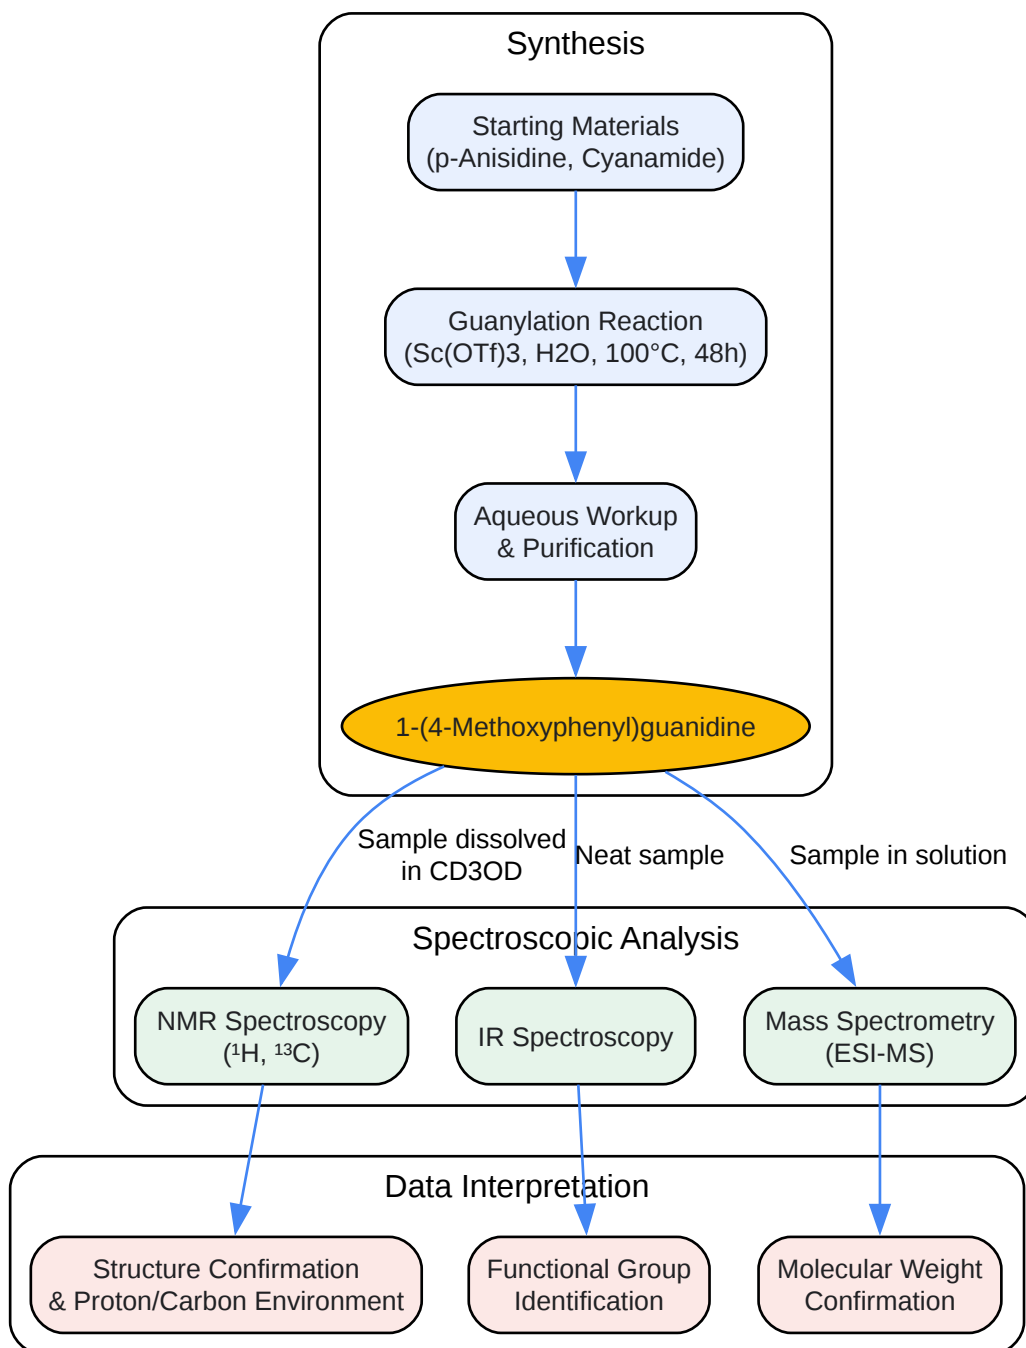 Synthesis
Starting Materials
(p-Anisidine, Cyanamide)
Guanylation Reaction
(Sc(OTf)3, H2O, 100°C, 48h)
Aqueous Workup
& Purification
1-(4-Methoxyphenyl)guanidine
Sample dissolved
in CD3OD
Neat sample
Sample in solution
Spectroscopic Analysis
NMR Spectroscopy
(¹H, ¹³C)
IR Spectroscopy
Mass Spectrometry
(ESI-MS)
Data Interpretation
Structure Confirmation
& Proton/Carbon Environment
Functional Group
Identification
Molecular Weight
Confirmation